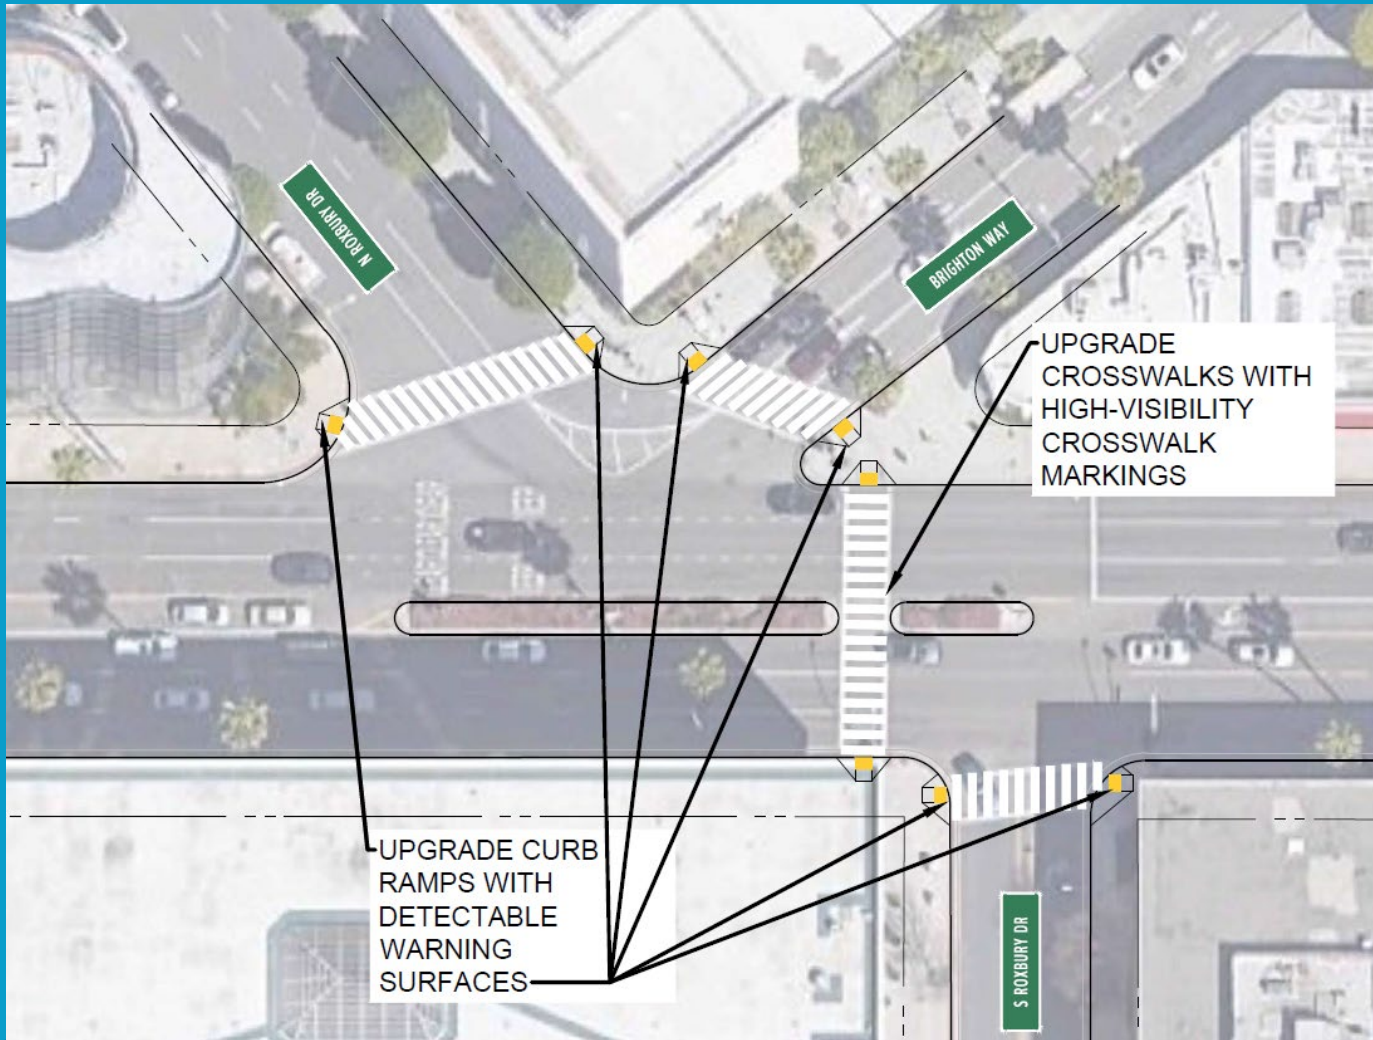 N ROXBURY DR
BRIGHTON WAY
UPGRADE
CROSSWALKS WITH
HIGH-VISIBILITY
CROSSWALK
MARKINGS
UPGRADE CURB
RAMPS WITH
DETECTABLE
WARNING
SURFACES
S ROXBURY DR